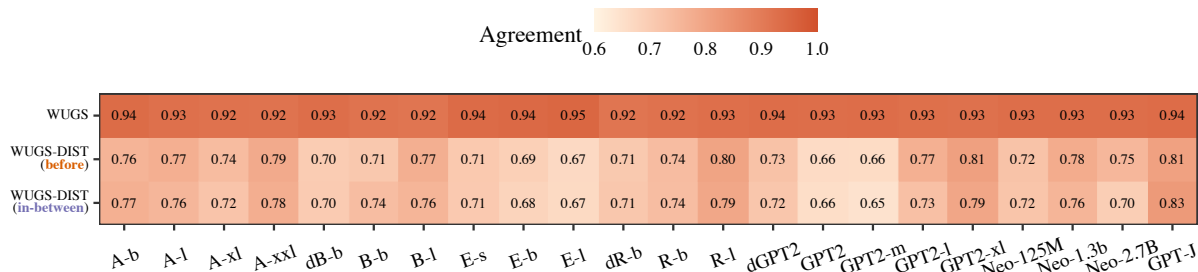 Agreement
0.6 0.7 0.8 0.9 1.0
WUGS 0.94 0.93 0.92 0.92 0.93 0.92 0.92 0.94 0.94 0.95 0.92 0.92 0.93 0.94 0.93 0.93 0.93 0.93 0.93 0.93 0.93 0.94
WUGS-DIST
(before) 0.76 0.77 0.74 0.79 0.70 0.71 0.77 0.71 0.69 0.67 0.71 0.74 0.80 0.73 0.66 0.66 0.77 0.81 0.72 0.78 0.75 0.81
WUGS-DIST
(in-between) 0.77 0.76 0.72 0.78 0.70 0.74 0.76 0.71 0.68 0.67 0.71 0.74 0.79 0.72 0.66 0.65 0.73 0.79 0.72 0.76 0.70 0.83
A-b A-l A-xl A-xxl dB-b B-b B-l E-s E-b E-l dR-b R-b R-l dGPT2 GPT2 GPT2-m GPT2-l GPT2-xl Neo-125M Neo-1.3b Neo-2.7B GPT-J